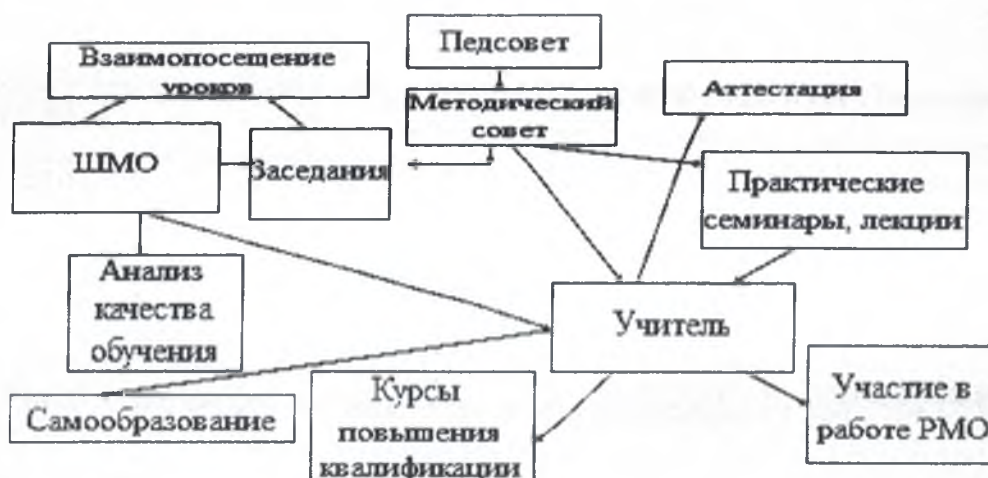 Педсовет
Взаимопосещение
уроков
Методический
совет
Аттестация
ШМО
Заседания
Практические
семинары, лекции
Анализ
качества
обучения
Учитель
Самообразование
Курсы
повышения
квалификации
Участие в
работе РМО